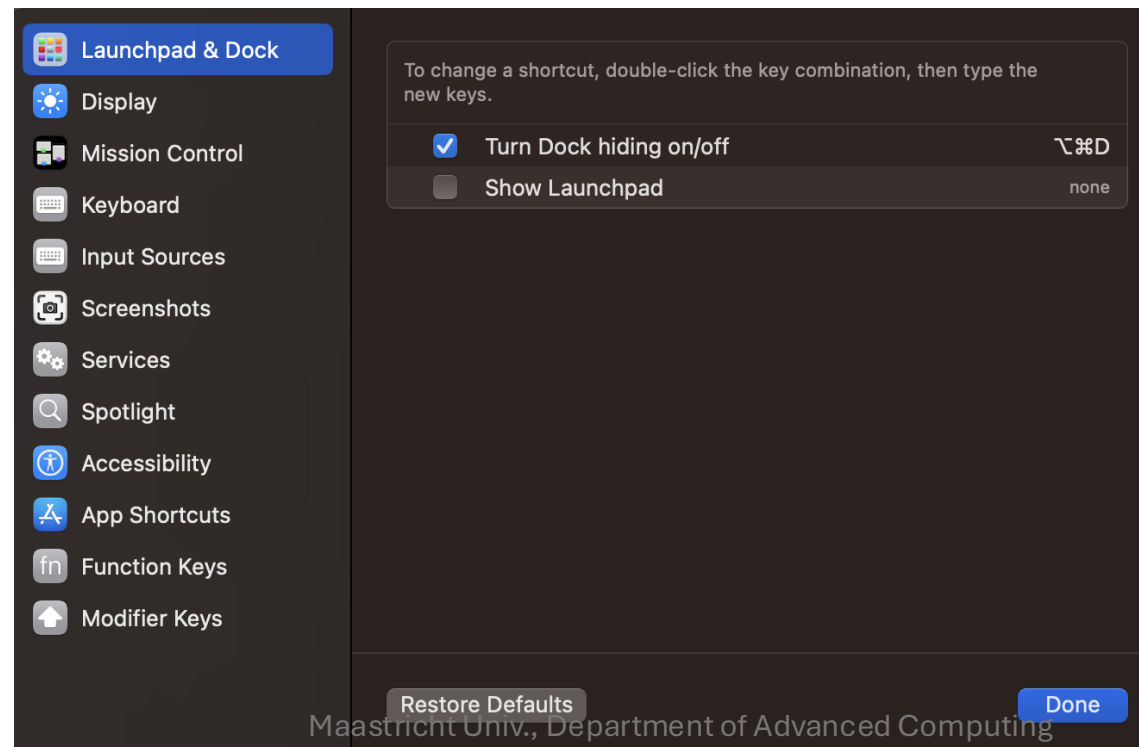 Launchpad & Dock
Display
Mission Control
Keyboard
Input Sources
Screenshots
Services
Spotlight
Accessibility
App Shortcuts
fn Function Keys
Modifier Keys
To change a shortcut, double-click the key combination, then type the
new keys.
Turn Dock hiding on/off ⌥⌘D
Show Launchpad none
Restore Defaults Done
Maastricht Univ., Department of Advanced Computing